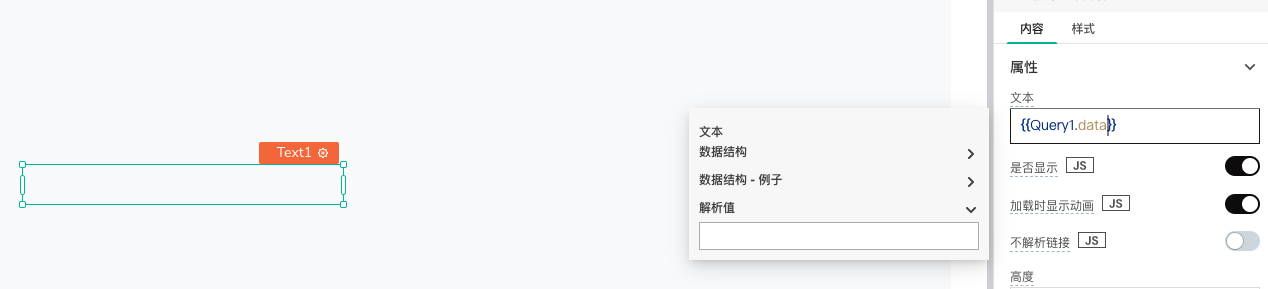 Text1
文本
数据结构
数据结构 - 例子
解析值
内容
样式
属性
文本
{{Query1.data}}
是否显示 JS
加载时显示动画 JS
不解析链接 JS
高度